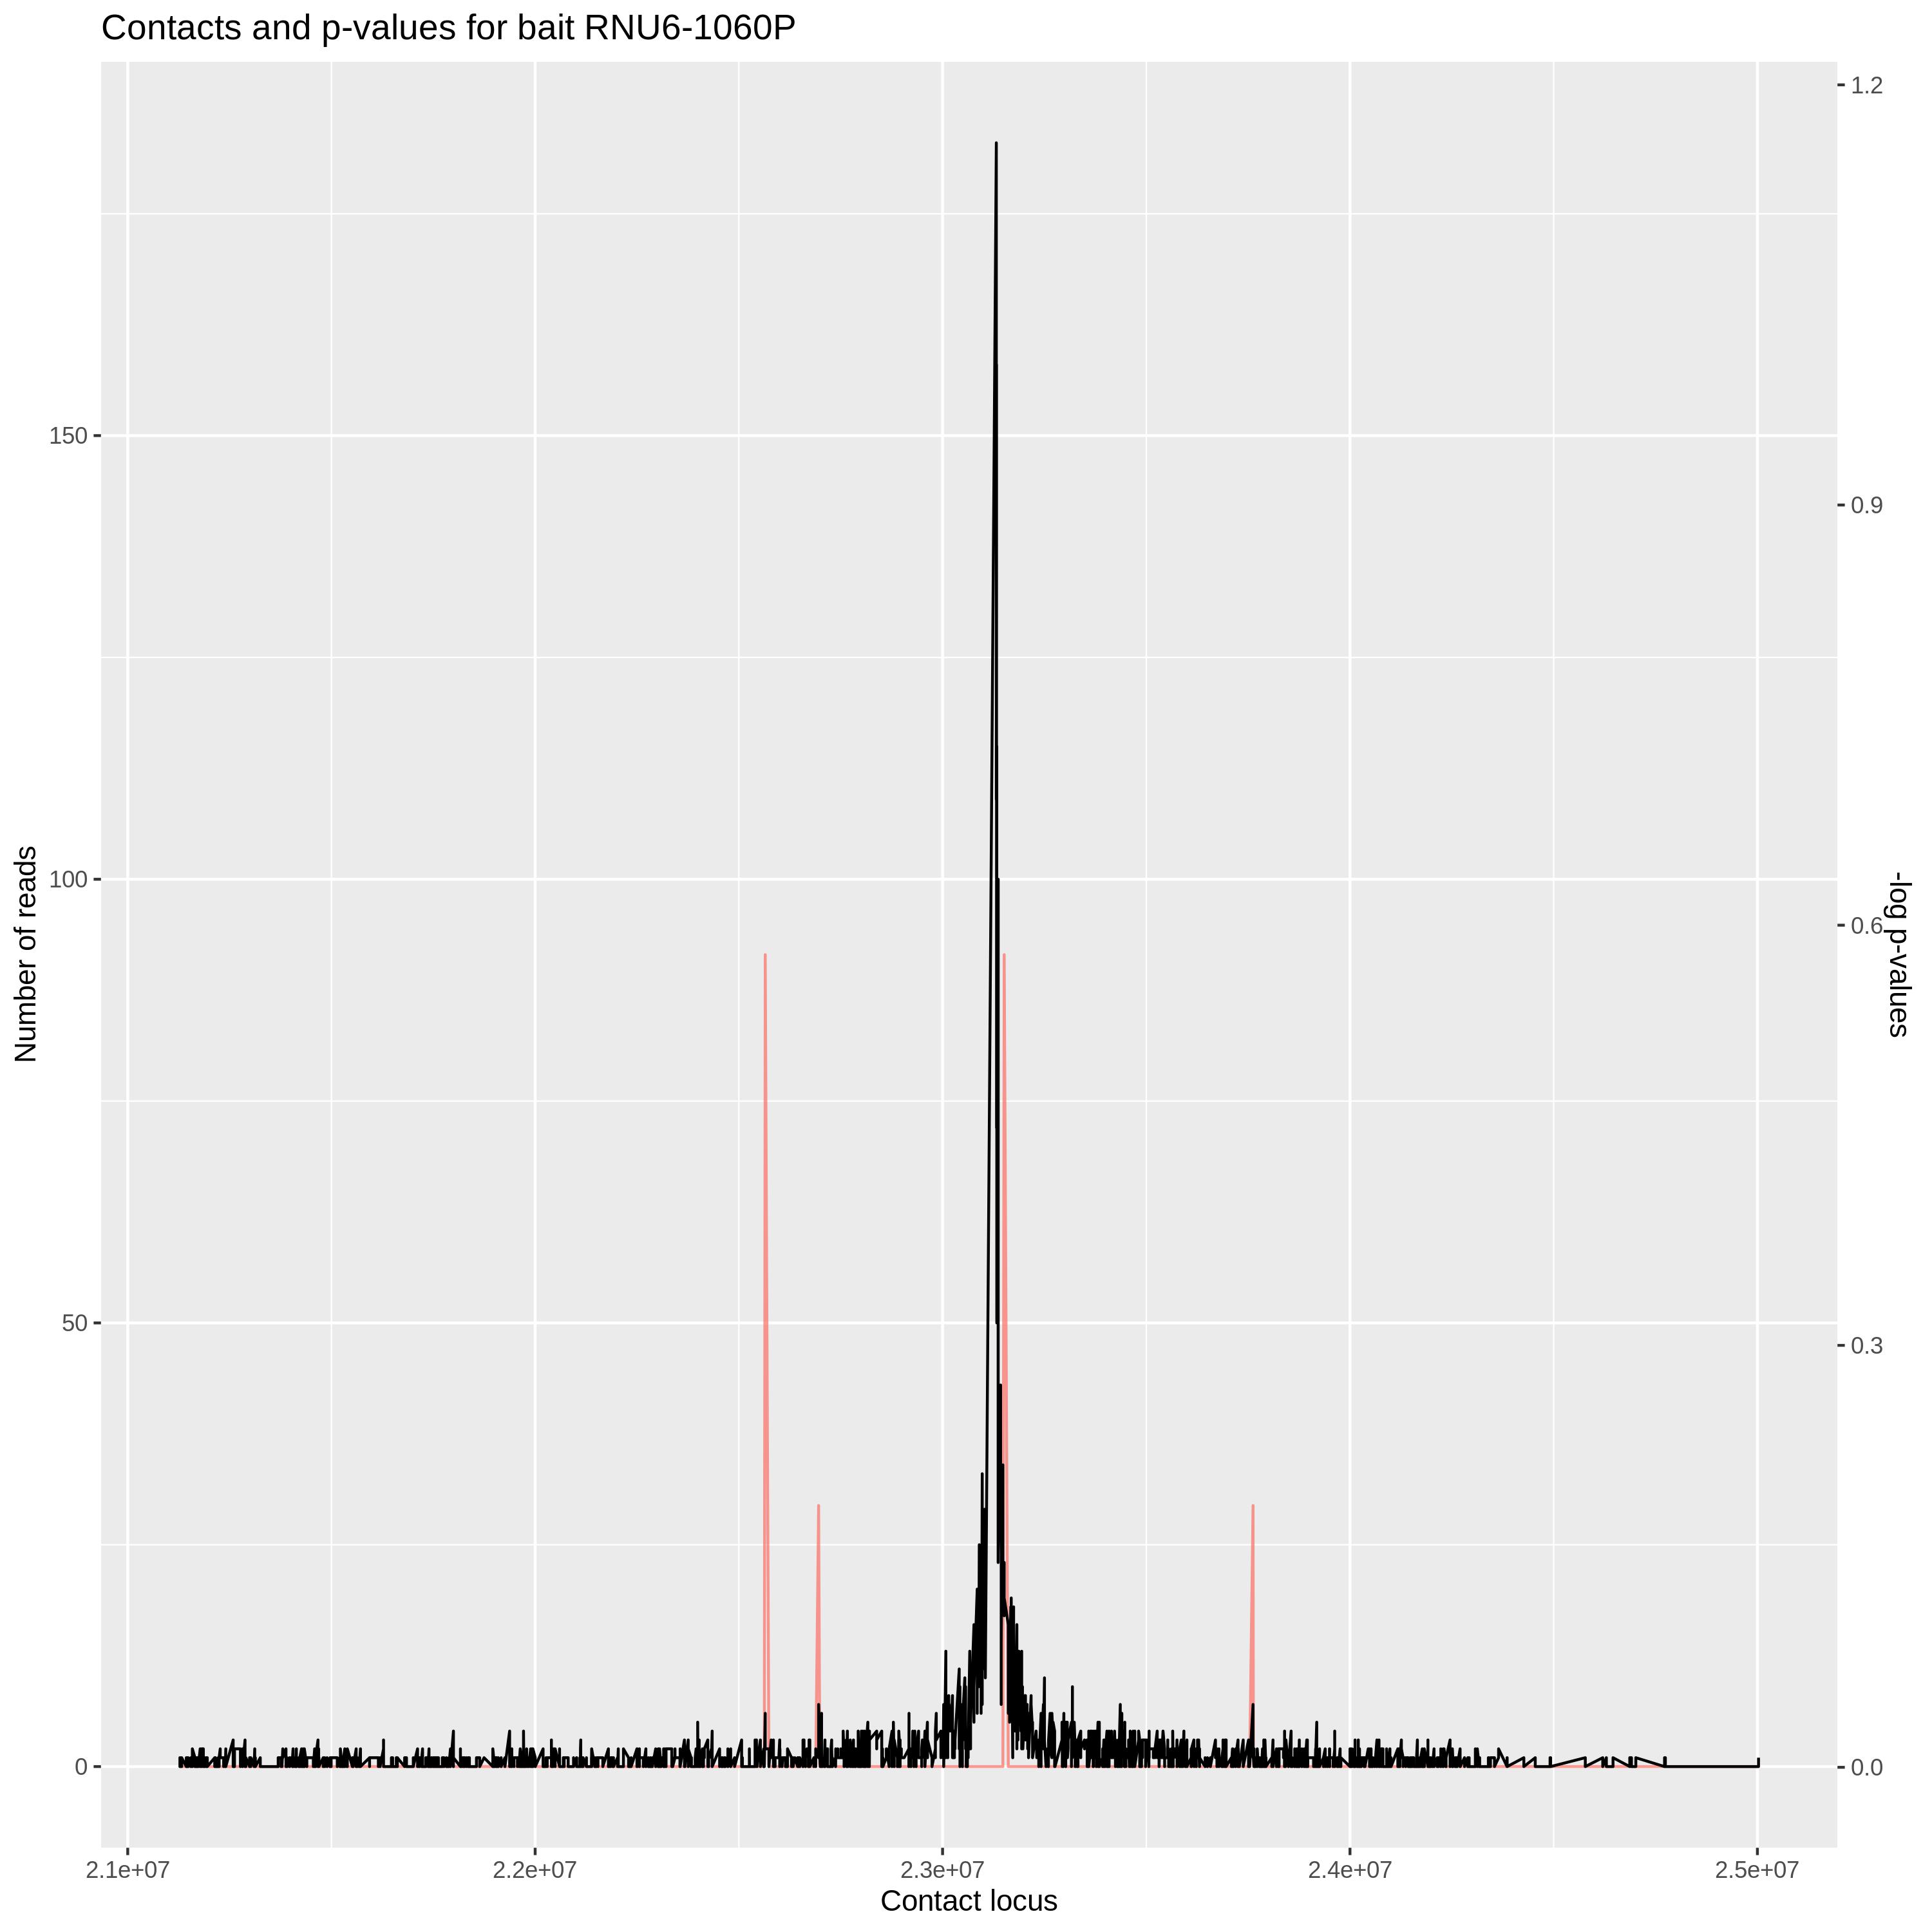 Contacts and p-values for bait RNU6-1060P
1.2
150
0.9
100
0.6
Number of reads
-log p-values
50
0.3
0
0.0
2.1e+07 2.2e+07 2.3e+07 2.4e+07 2.5e+07
Contact locus